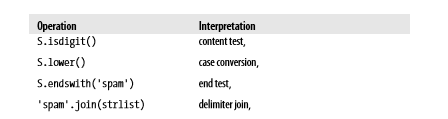 Operation Interpretation
S.isdigit() content test,
S.lower() case conversion,
S.endswith('spam') end test,
'spam'.join(strlist) delimiter join,